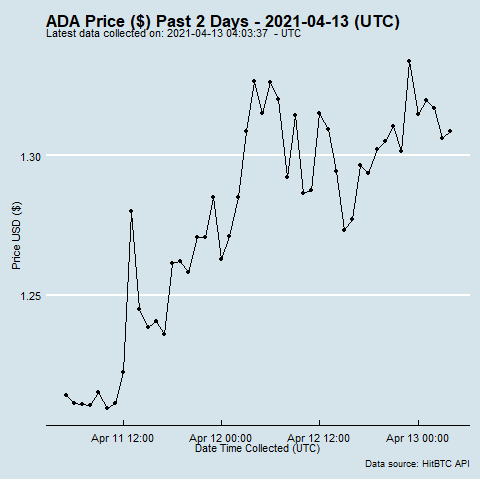 ADA Price ($) Past 2 Days - 2021-04-13 (UTC)
Latest data collected on: 2021-04-13 04:03:37 - UTC
1.30
Price USD ($)
1.25
Apr 11 12:00 Apr 12 00:00 Apr 12 12:00 Apr 13 00:00
Date Time Collected (UTC)
Data source: HitBTC API